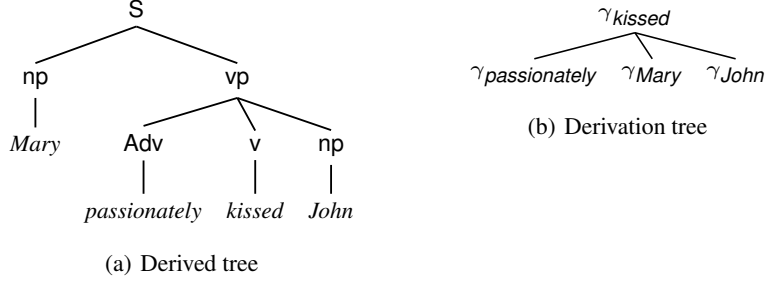 S
γkissed
np vp
γpassionately γMary γJohn
Mary Adv v np
(b) Derivation tree
passionately kissed John
(a) Derived tree